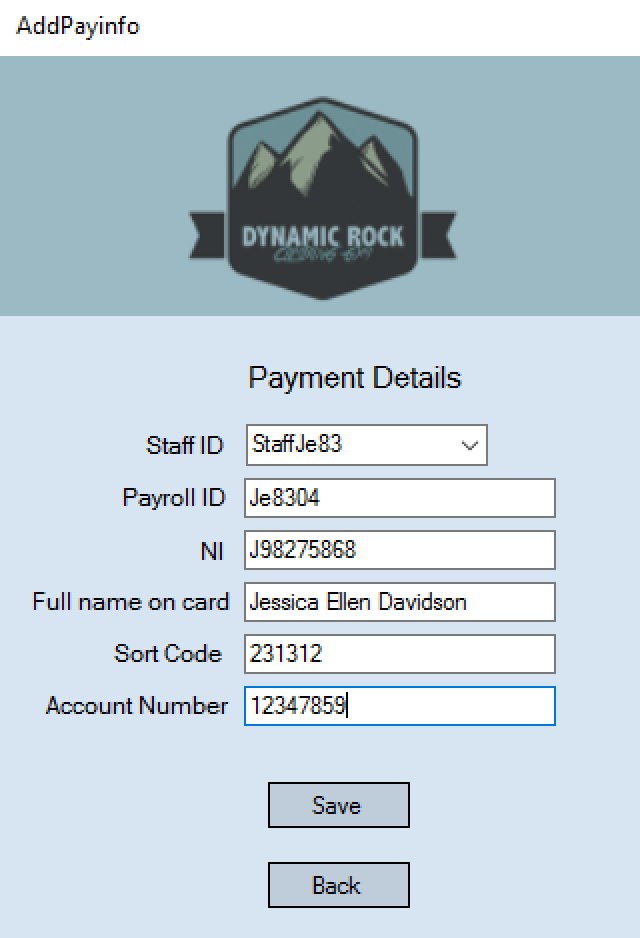 AddPayinfo
DYNAMIC ROCK
CLIMBING GYM
Payment Details
Staff ID StaffJe83
Payroll ID Je8304
NI J98275868
Full name on card Jessica Ellen Davidson
Sort Code 231312
Account Number 12347859
Save
Back